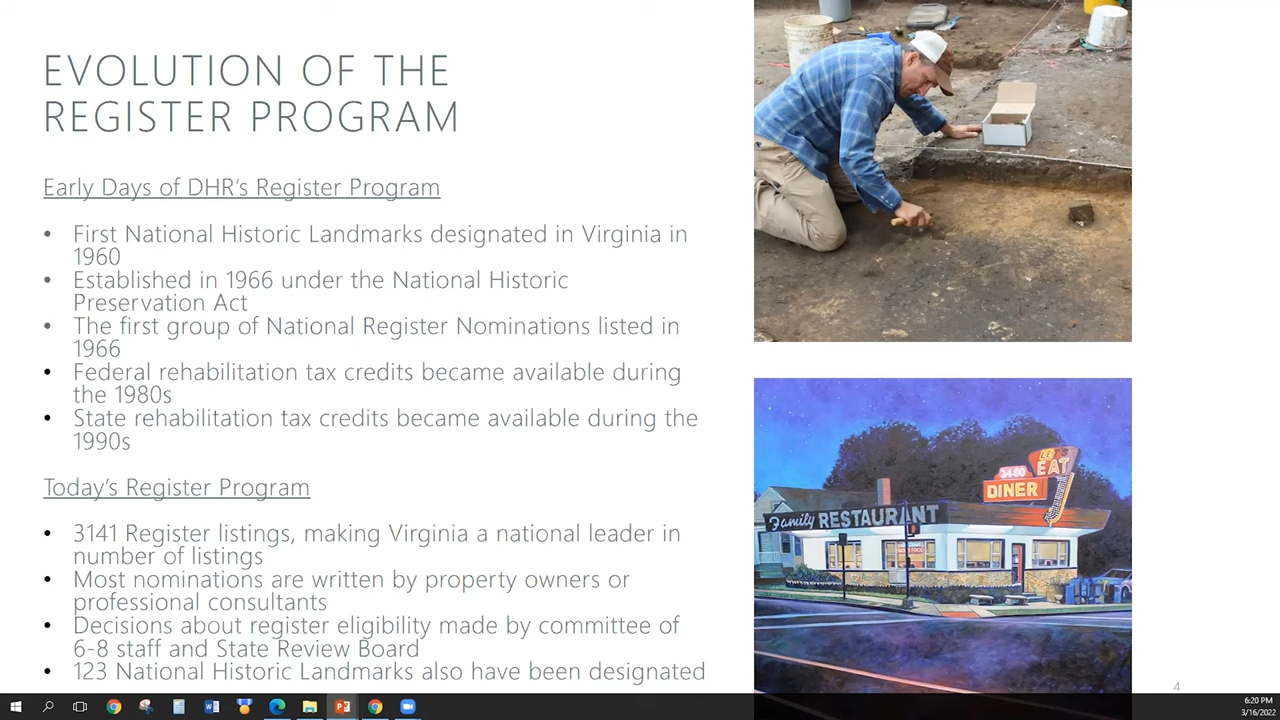 EVOLUTION OF THE
REGISTER PROGRAM
Early Days of DHR's Register Program
• First National Historic Landmarks designated in Virginia in
1960
• Established in 1966 under the National Historic
Preservation Act
• The first group of National Register Nominations listed in
1966
• Federal rehabilitation tax credits became available during
the 1980s
• State rehabilitation tax credits became available during the
1990s
Today's Register Program
• 3141 Register listings, making Virginia a national leader in
number of listings
• Most nominations are written by property owners or
professional consultants
• Decisions about register eligibility made by committee of
6-8 staff and State Review Board
• 123 National Historic Landmarks also have been designated
EAT
DINER
Family RESTAURANT
4
6:20 PM
3/16/2022